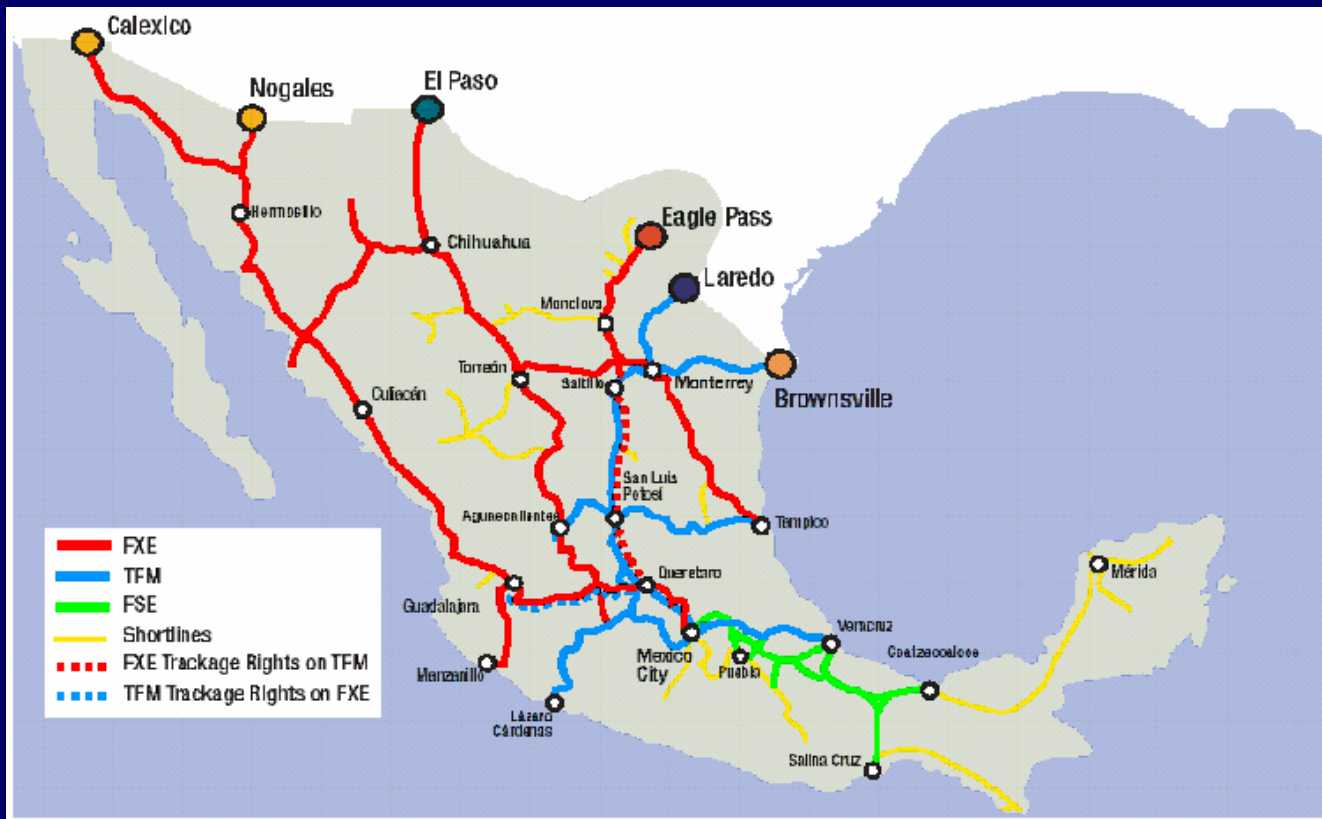 Calexico
Nogales
El Paso
Hermosillo
Chihuahua
Eagle Pass
Laredo
Monclova
Torreón
Saltillo
Monterrey
Culiacán
Brownsville
San Luis
Potosí
Aguascalientes
Tampico
FXE
TFM
FSE
Shortlines
FXE Trackage Rights on TFM
TFM Trackage Rights on FXE
Queretaro
Mérida
Guadalajara
Veracruz
Mexico
City
Puebla
Coatzacoalcos
Manzanillo
Lázaro
Cárdenas
Salina Cruz